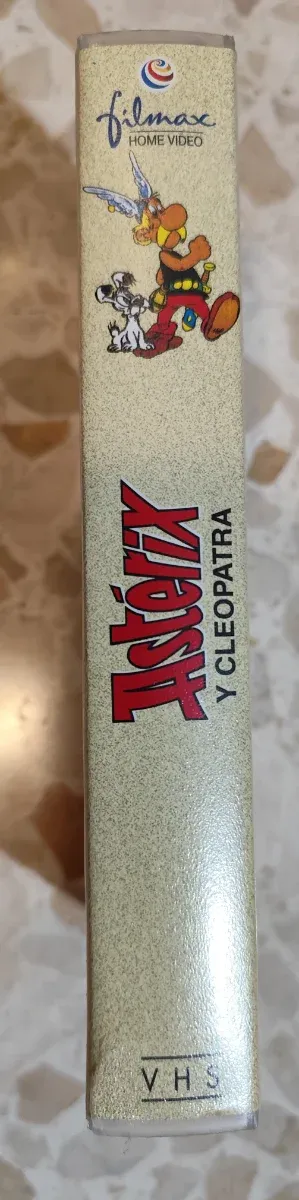 filmax
HOME VIDEO
Astérix
Y CLEOPATRA
VHS